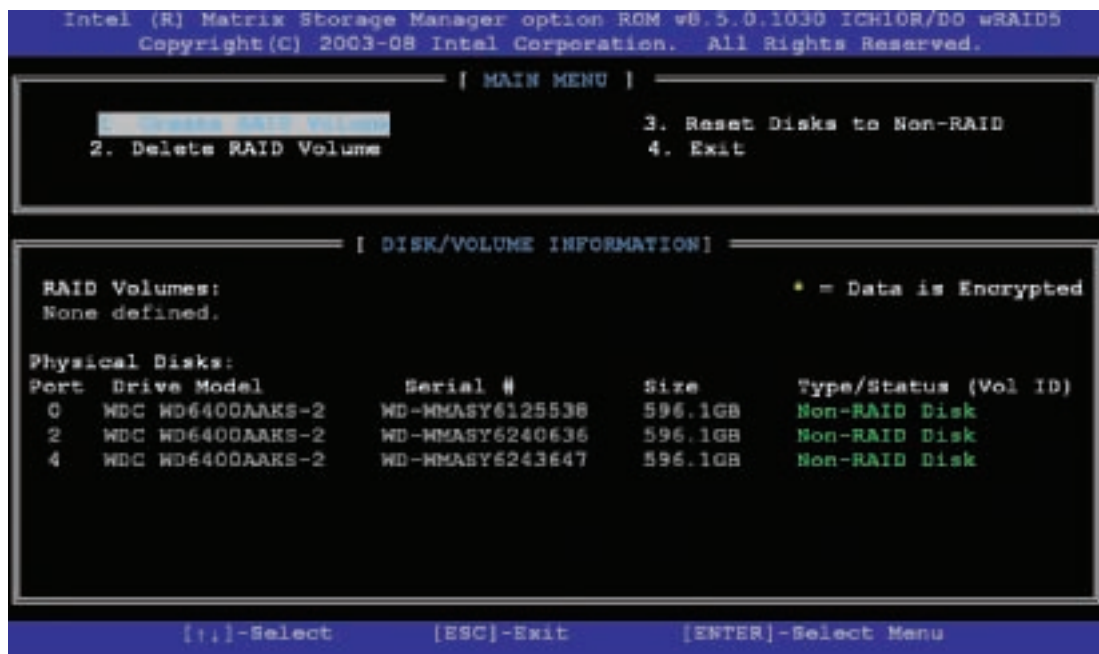 Intel (R) Matrix Storage Manager option ROM v8.5.0.1030 ICH10R/DO wRAID5
Copyright(C) 2003-08 Intel Corporation. All Rights Reserved.
[ MAIN MENU ]
1. Create RAID Volume
2. Delete RAID Volume
3. Reset Disks to Non-RAID
4. Exit
[ DISK/VOLUME INFORMATION]
RAID Volumes:
None defined.
* = Data is Encrypted
Physical Disks:
Port Drive Model Serial # Size Type/Status (Vol ID)
0 WDC WD6400AAKS-2 WD-WMASY6125538 596.1GB Non-RAID Disk
2 WDC WD6400AAKS-2 WD-WMASY6240636 596.1GB Non-RAID Disk
4 WDC WD6400AAKS-2 WD-WMASY6243647 596.1GB Non-RAID Disk
[↑↓]-Select [ESC]-Exit [ENTER]-Select Menu